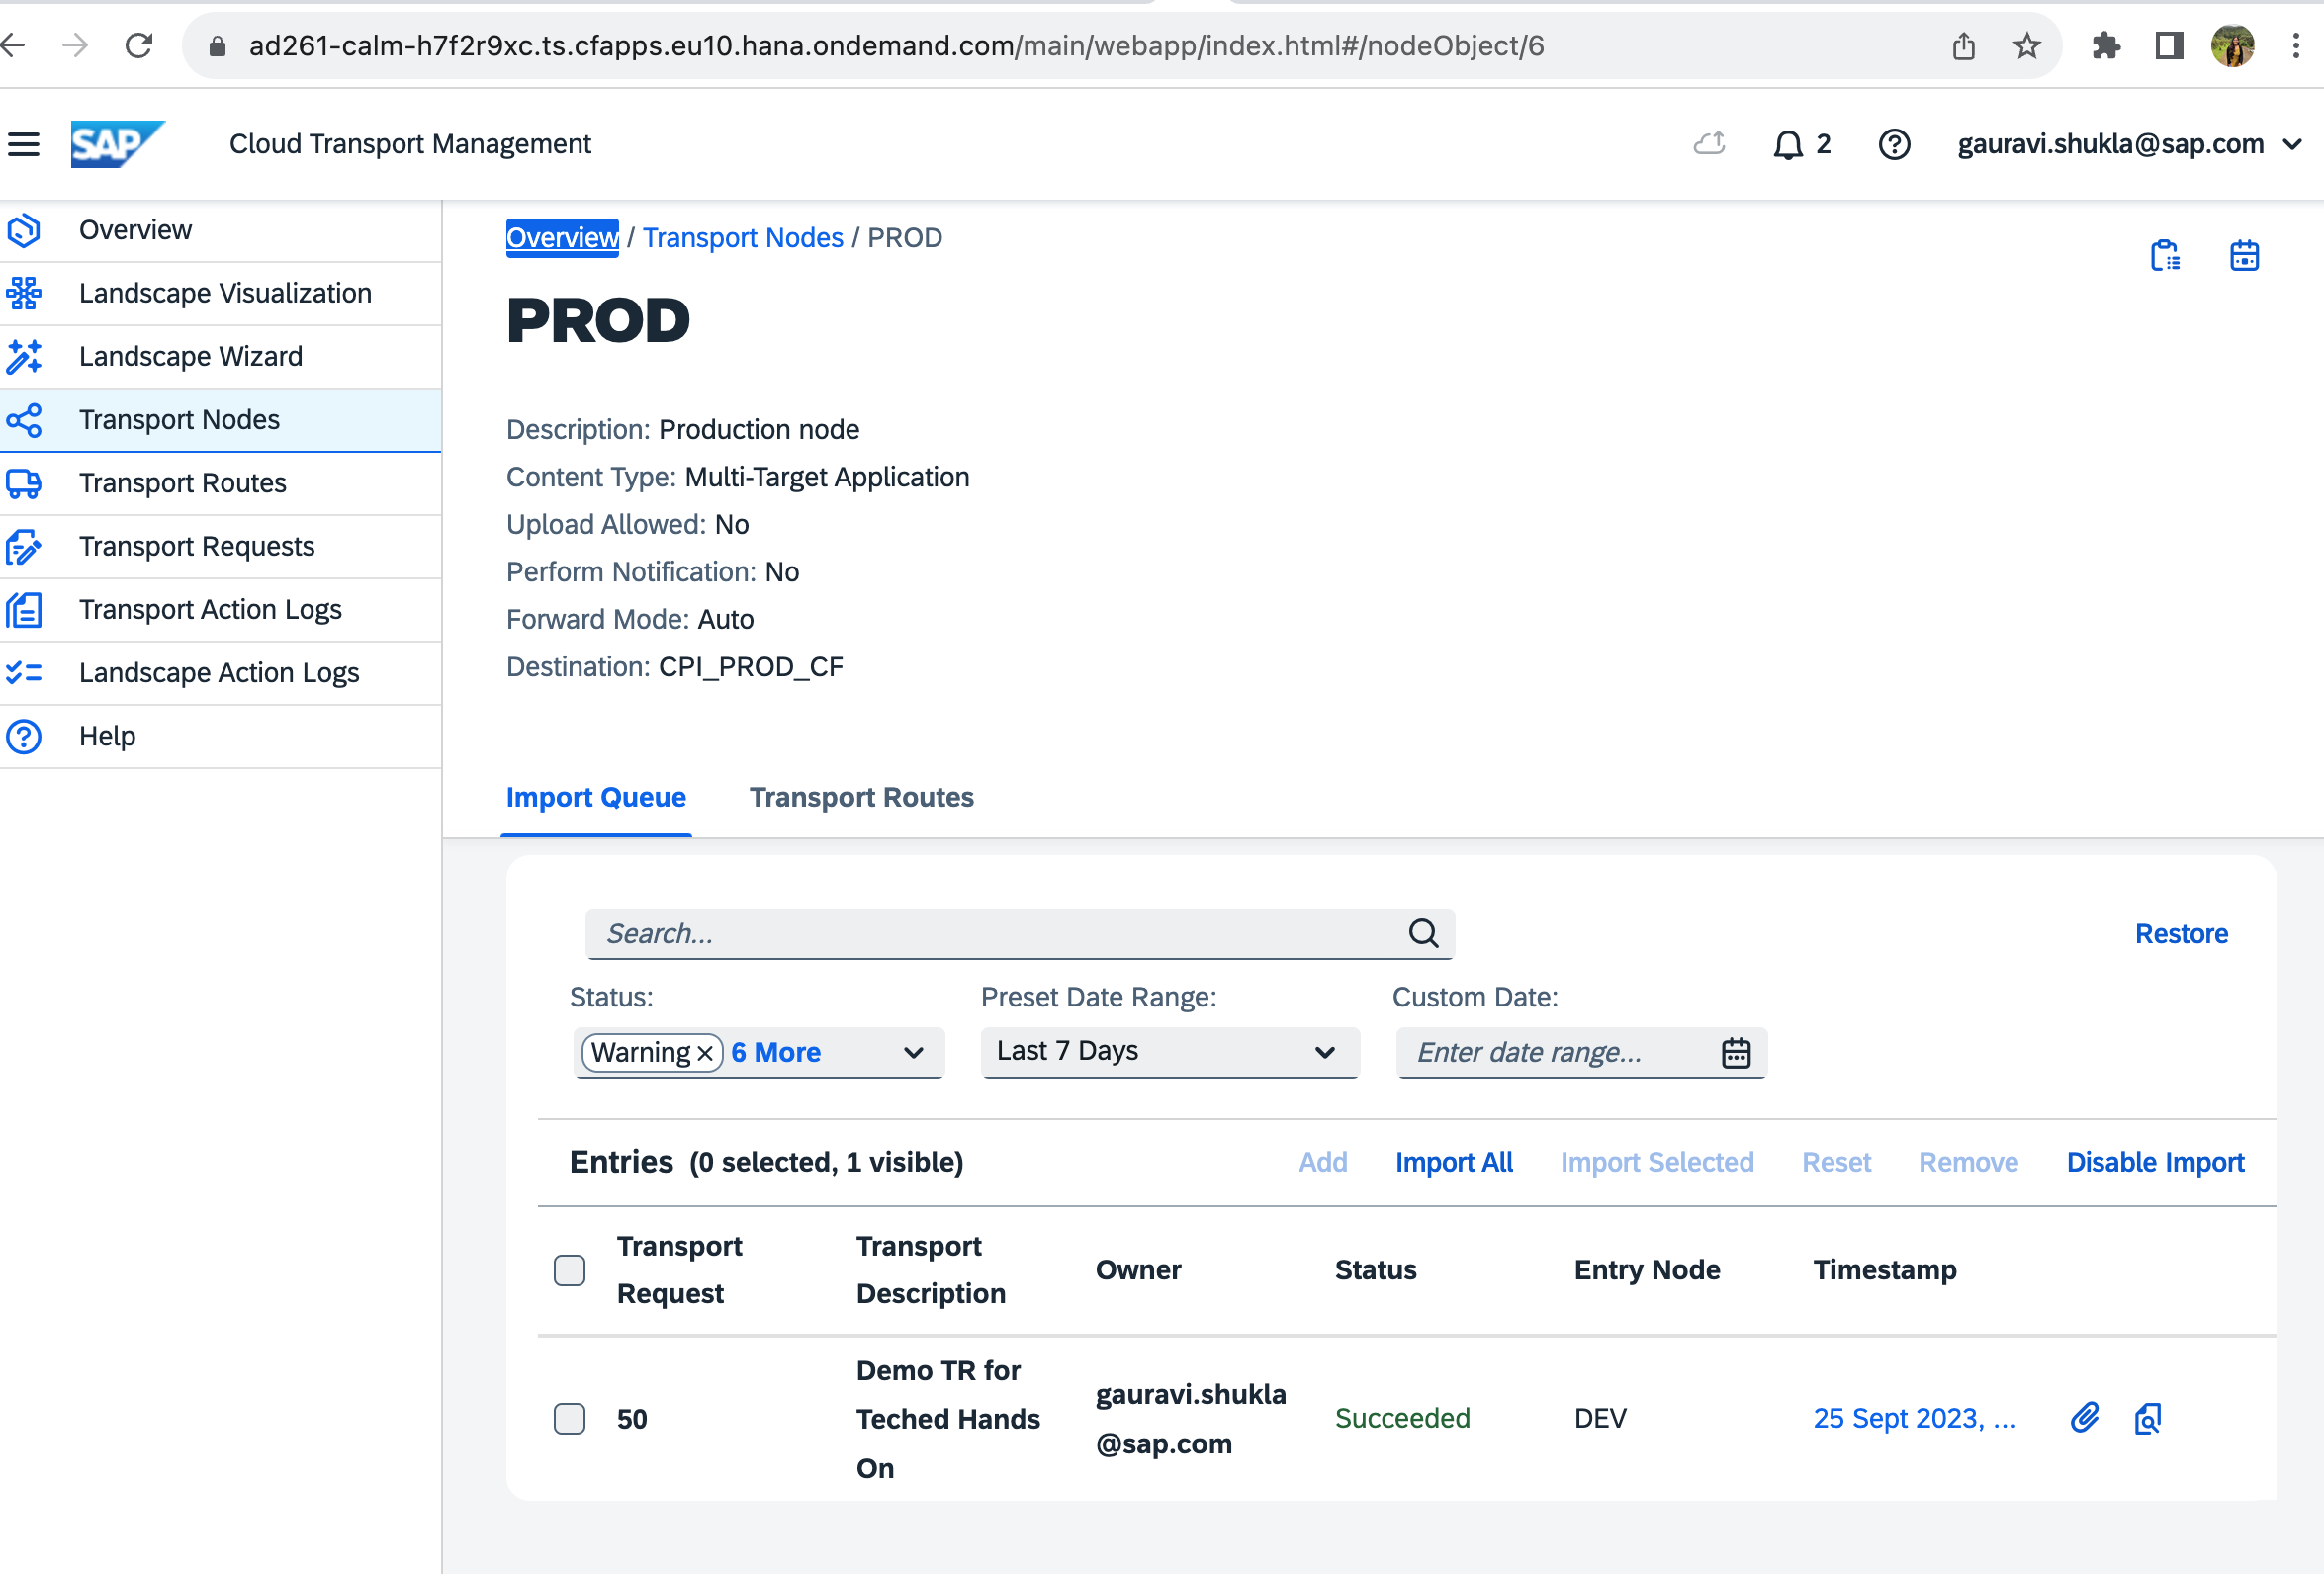 ad261-calm-h7f2r9xc.ts.cfapps.eu10.hana.ondemand.com/main/webapp/index.html#/nodeObject/6
SAP
Cloud Transport Management
2
gauravi.shukla@sap.com
Overview
Landscape Visualization
Landscape Wizard
Transport Nodes
Transport Routes
Transport Requests
Transport Action Logs
Landscape Action Logs
Help
Overview / Transport Nodes / PROD
PROD
Description: Production node
Content Type: Multi-Target Application
Upload Allowed: No
Perform Notification: No
Forward Mode: Auto
Destination: CPI_PROD_CF
Import Queue
Transport Routes
Search...
Restore
Status:
Preset Date Range:
Custom Date:
Warning
6 More
Last 7 Days
Enter date range...
Entries (0 selected, 1 visible)
Add
Import All
Import Selected
Reset
Remove
Disable Import
Transport
Request
Transport
Description
Owner
Status
Entry Node
Timestamp
50
Demo TR for
Teched Hands
On
gauravi.shukla
@sap.com
Succeeded
DEV
25 Sept 2023, ...